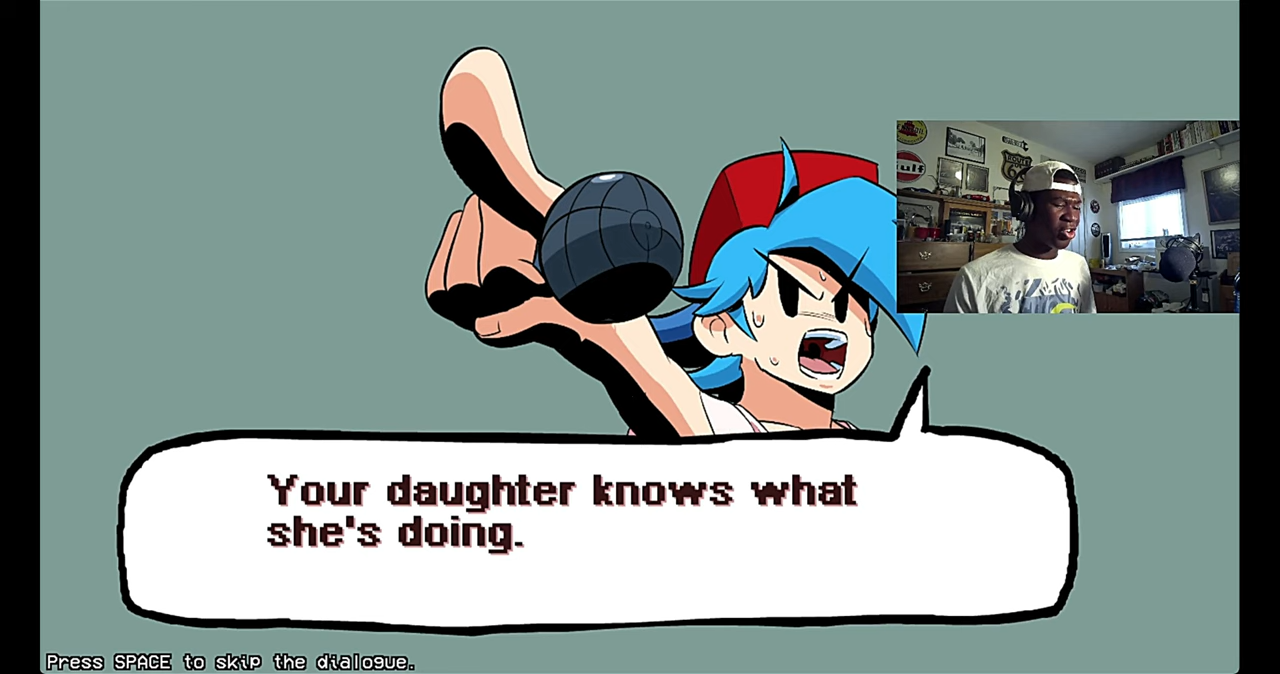 Your daughter knows what
she's doing.
Press SPACE to skip the dialogue.